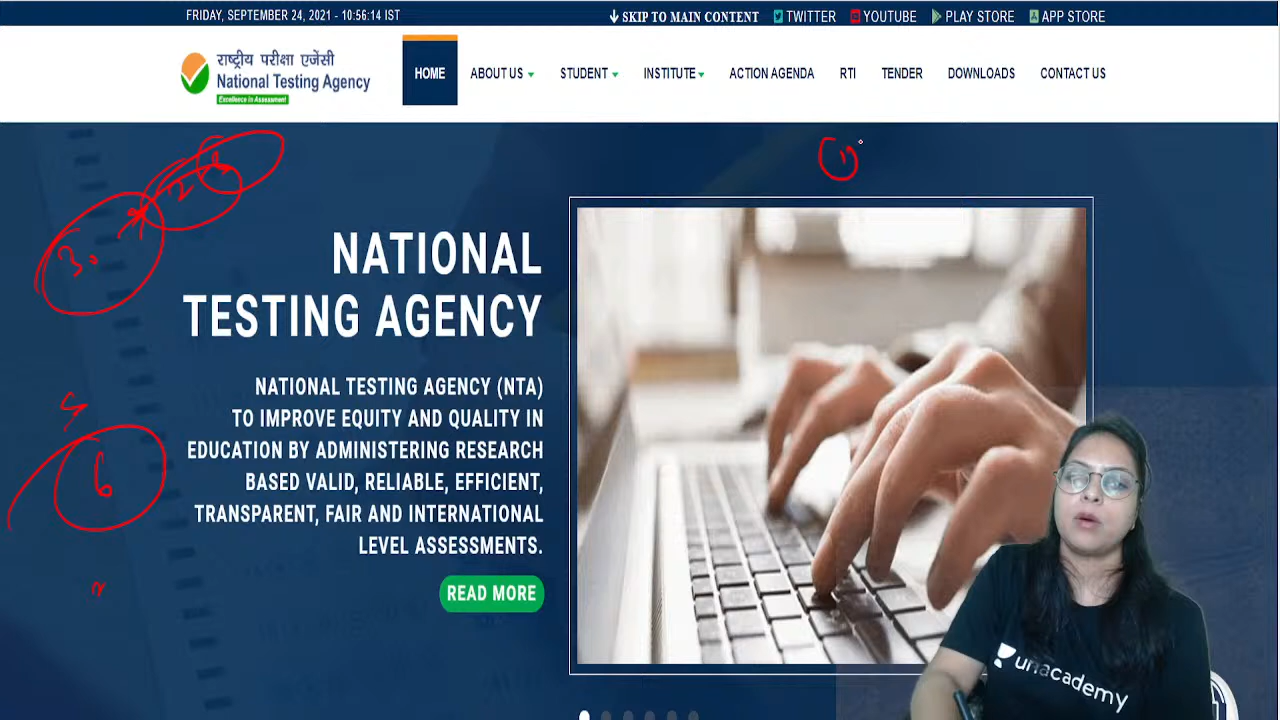 FRIDAY, SEPTEMBER 24, 2021 - 10:56:14 IST
SKIP TO MAIN CONTENT TWITTER YOUTUBE PLAY STORE APP STORE
राष्ट्रीय परीक्षा एजेंसी
National Testing Agency
Excellence in Assessment
HOME ABOUT US STUDENT INSTITUTE ACTION AGENDA RTI TENDER DOWNLOADS CONTACT US
30
6
NATIONAL
TESTING AGENCY
NATIONAL TESTING AGENCY (NTA)
TO IMPROVE EQUITY AND QUALITY IN
EDUCATION BY ADMINISTERING RESEARCH
BASED VALID, RELIABLE, EFFICIENT,
TRANSPARENT, FAIR AND INTERNATIONAL
LEVEL ASSESSMENTS.
READ MORE
unacademy